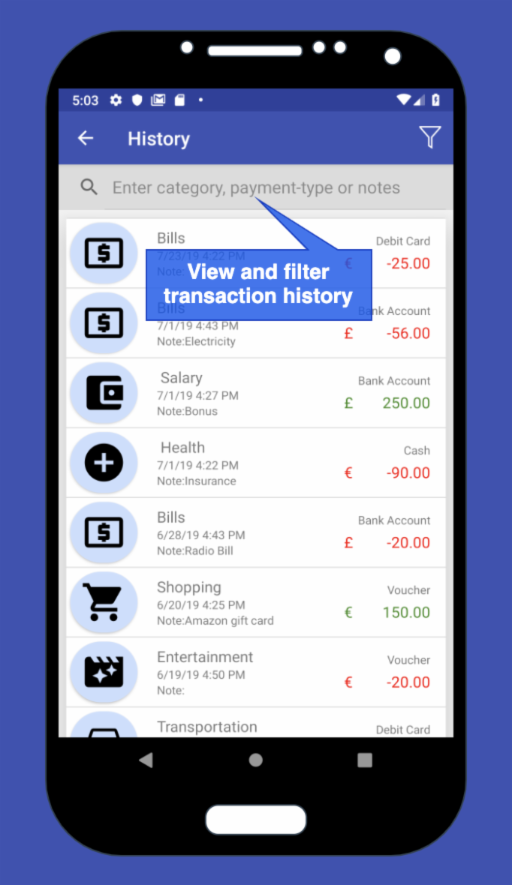 5:03
History
Enter category, payment-type or notes
Bills
Debit Card
7/23/19 4:22 PM
€ -25.00
Note:
View and filter
transaction history
Bills
Bank Account
7/1/19 4:43 PM
£ -56.00
Note:Electricity
Salary
Bank Account
7/1/19 4:27 PM
£ 250.00
Note:Bonus
Health
Cash
7/1/19 4:22 PM
€ -90.00
Note:Insurance
Bills
Bank Account
6/28/19 4:43 PM
£ -20.00
Note:Radio Bill
Shopping
Voucher
6/20/19 4:25 PM
€ 150.00
Note:Amazon gift card
Entertainment
Voucher
6/19/19 4:50 PM
€ -20.00
Note:
Transportation
Debit Card